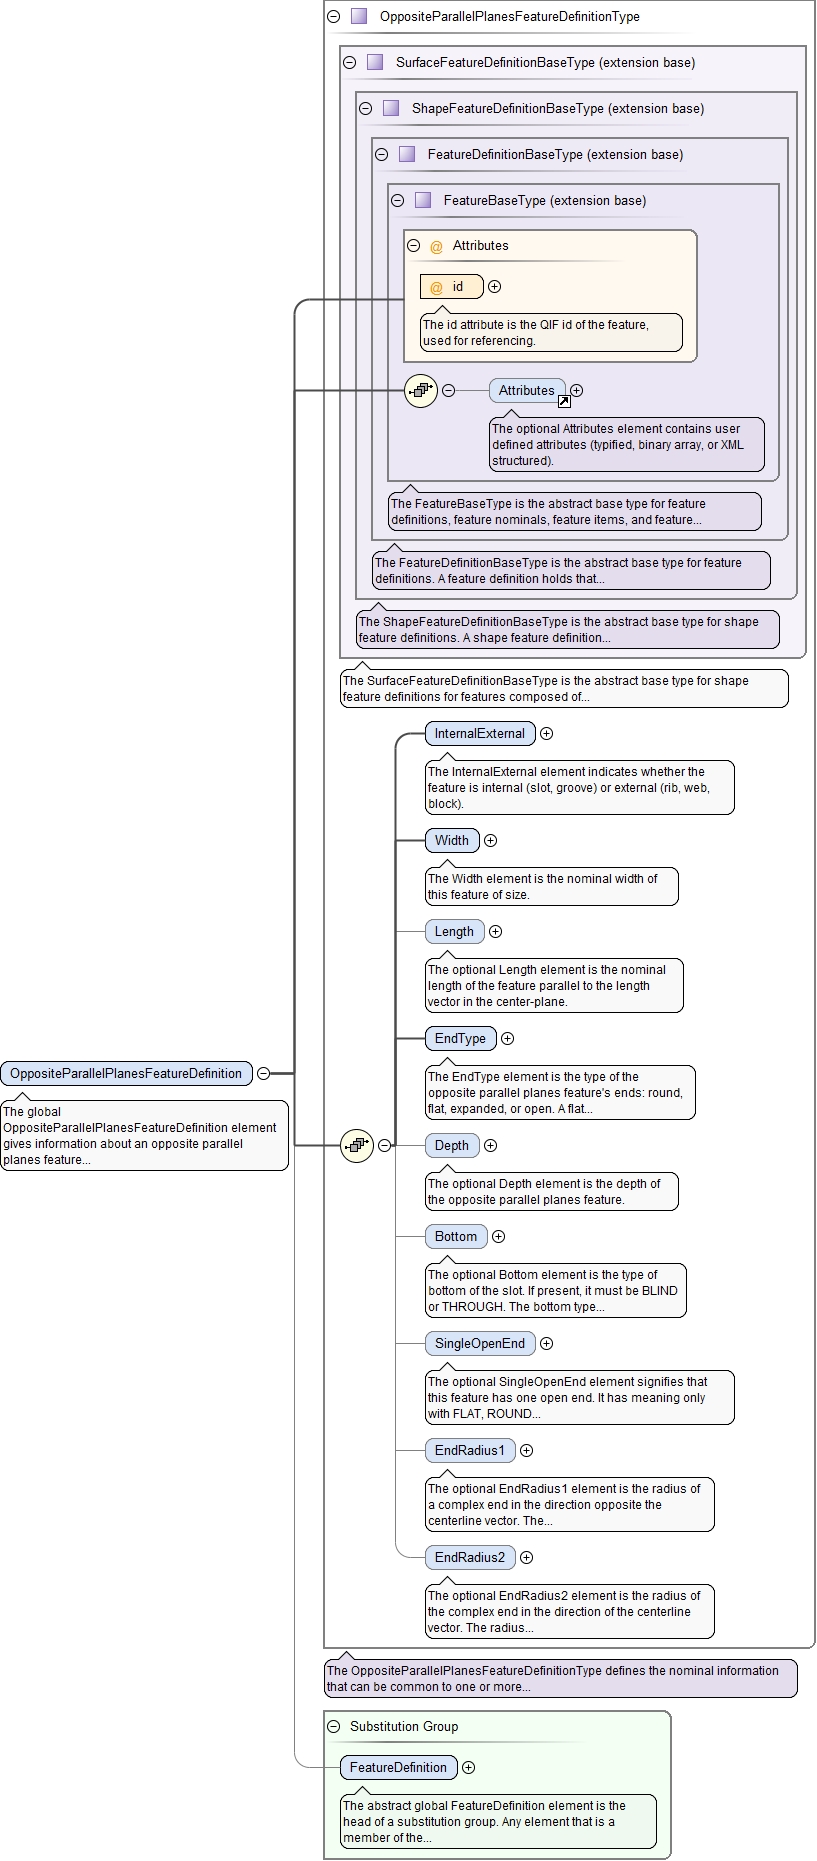 OppositeParallelPlanesFeatureDefinitionType
SurfaceFeatureDefinitionBaseType (extension base)
ShapeFeatureDefinitionBaseType (extension base)
FeatureDefinitionBaseType (extension base)
FeatureBaseType (extension base)
@ Attributes
@ id
The id attribute is the QIF id of the feature,
used for referencing.
Attributes
The optional Attributes element contains user
defined attributes (typified, binary array, or XML
structured).
The FeatureBaseType is the abstract base type for feature
definitions, feature nominals, feature items, and feature...
The FeatureDefinitionBaseType is the abstract base type for feature
definitions. A feature definition holds that...
The ShapeFeatureDefinitionBaseType is the abstract base type for shape
feature definitions. A shape feature definition...
The SurfaceFeatureDefinitionBaseType is the abstract base type for shape
feature definitions for features composed of...
InternalExternal
The InternalExternal element indicates whether the
feature is internal (slot, groove) or external (rib, web,
block).
Width
The Width element is the nominal width of
this feature of size.
Length
The optional Length element is the nominal
length of the feature parallel to the length
vector in the center-plane.
EndType
The EndType element is the type of the
opposite parallel planes feature's ends: round,
flat, expanded, or open. A flat...
OppositeParallelPlanesFeatureDefinition
The global
OppositeParallelPlanesFeatureDefinition element
gives information about an opposite parallel
planes feature...
Depth
The optional Depth element is the depth of
the opposite parallel planes feature.
Bottom
The optional Bottom element is the type of
bottom of the slot. If present, it must be BLIND
or THROUGH. The bottom type...
SingleOpenEnd
The optional SingleOpenEnd element signifies that
this feature has one open end. It has meaning only
with FLAT, ROUND...
EndRadius1
The optional EndRadius1 element is the radius of
a complex end in the direction opposite the
centerline vector. The...
EndRadius2
The optional EndRadius2 element is the radius of
the complex end in the direction of the centerline
vector. The radius...
The OppositeParallelPlanesFeatureDefinitionType defines the nominal information
that can be common to one or more...
Substitution Group
FeatureDefinition
The abstract global FeatureDefinition element is the
head of a substitution group. Any element that is a
member of the...